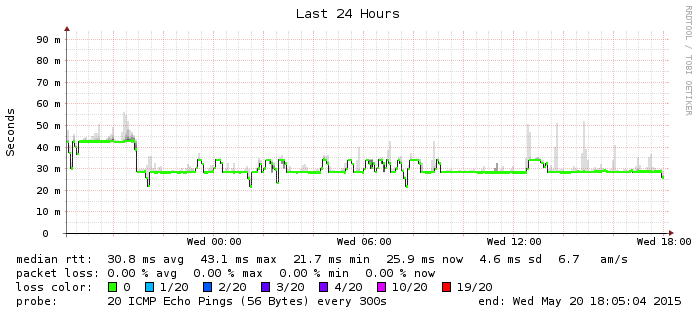 Last 24 Hours
RRDTOOL / TOBI OETIKER
Seconds
90 m
80 m
70 m
60 m
50 m
40 m
30 m
20 m
10 m
0
Wed 00:00 Wed 06:00 Wed 12:00 Wed 18:00
median rtt: 30.8 ms avg 43.1 ms max 21.7 ms min 25.9 ms now 4.6 ms sd 6.7 am/s
packet loss: 0.00 % avg 0.00 % max 0.00 % min 0.00 % now
loss color: 0 1/20 2/20 3/20 4/20 10/20 19/20
probe: 20 ICMP Echo Pings (56 Bytes) every 300s end: Wed May 20 18:05:04 2015